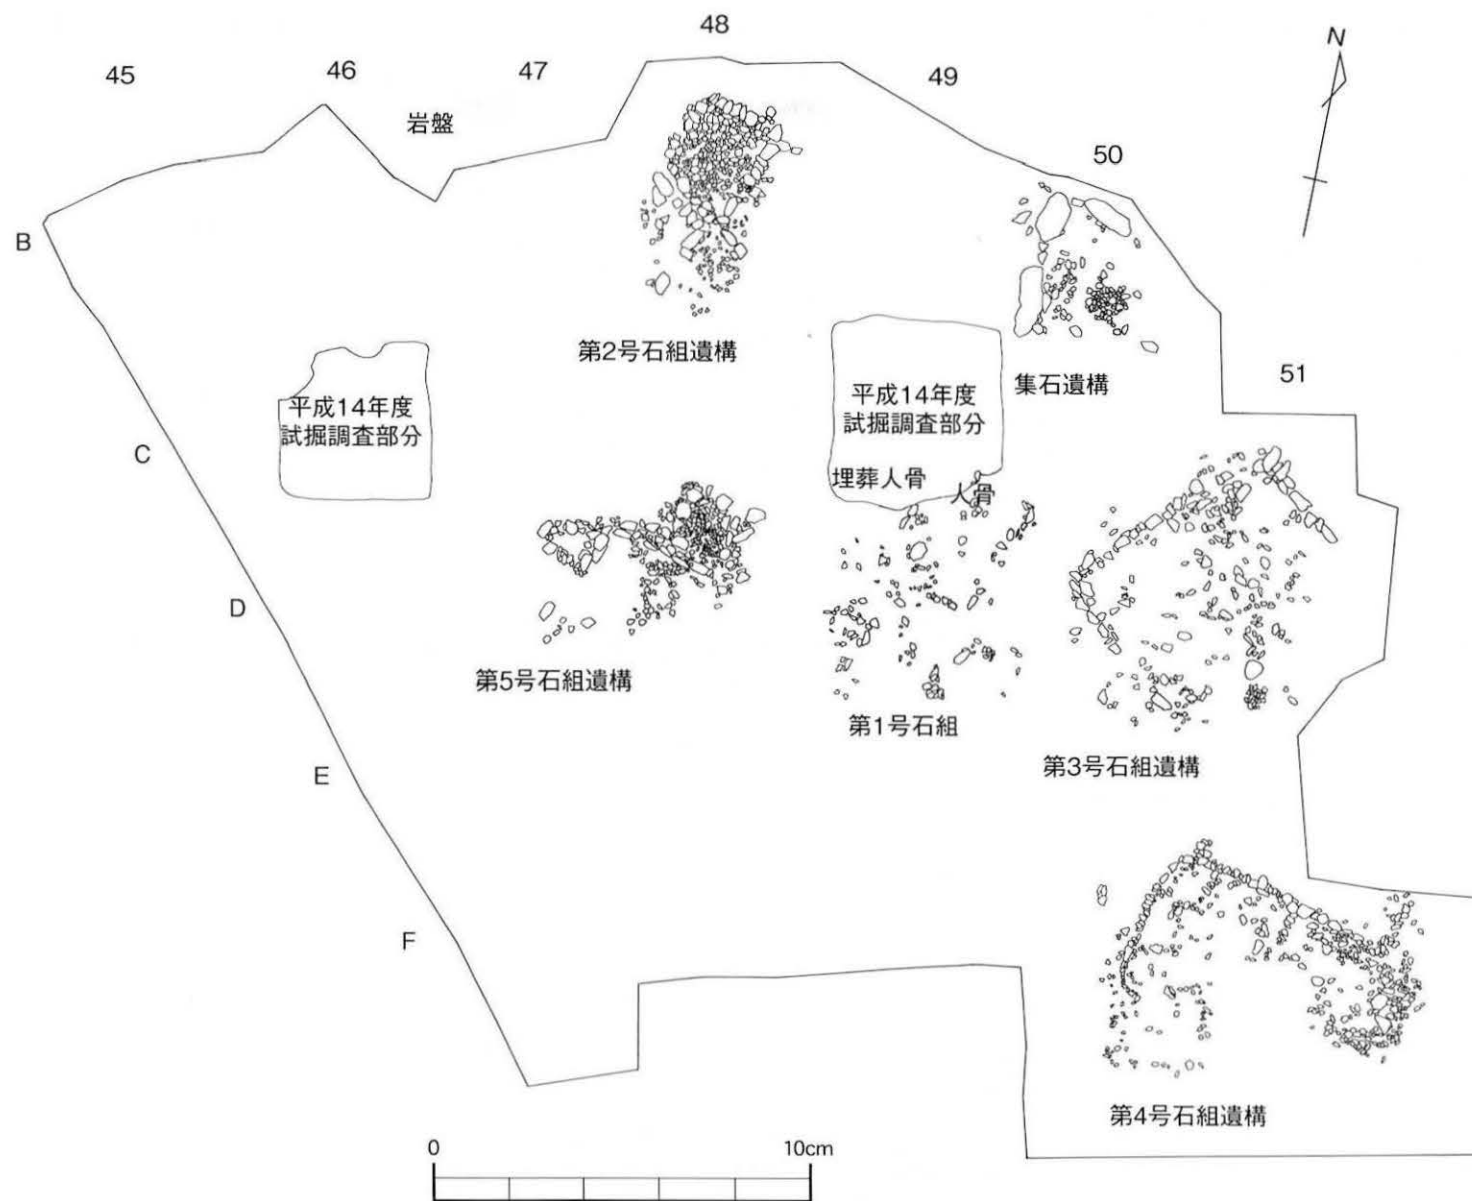 48
45
46
47
49
N
岩盤
50
B
第2号石組遺構
集石遺構
51
平成14年度
試掘調査部分
平成14年度
試掘調査部分
C
埋葬人骨
人骨
D
第5号石組遺構
第1号石組
第3号石組遺構
E
F
第4号石組遺構
0
10cm